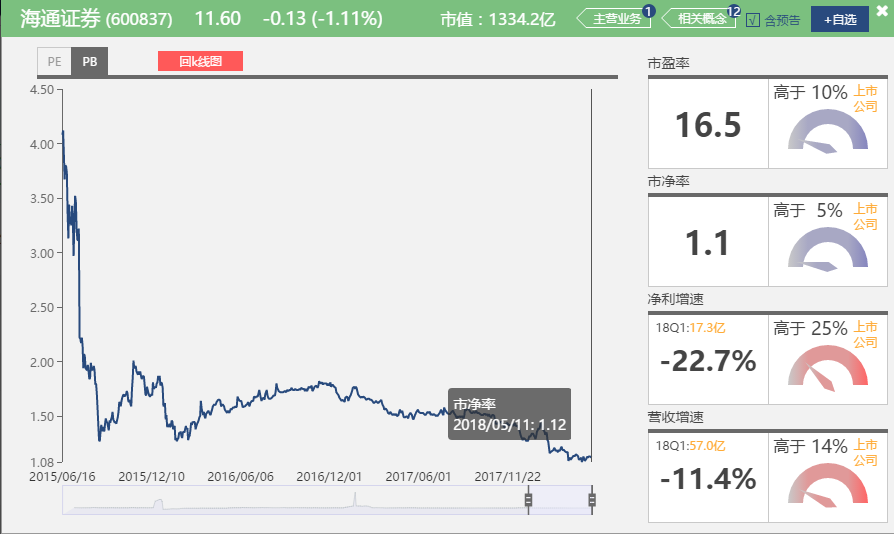 海通证券 (600837) 11.60 -0.13 (-1.11%) 市值：1334.2亿 主营业务 1 相关概念 12 含预告 +自选
PE PB 回k线图
4.50
4.00
3.50
3.00
2.50
2.00
1.50
1.08
2015/06/16 2015/12/10 2016/06/06 2016/12/01 2017/06/01 2017/11/22
市净率
2018/05/11: 1.12
市盈率
16.5
高于 10% 上市
公司
市净率
1.1
高于 5% 上市
公司
净利增速
18Q1:17.3亿
-22.7%
高于 25% 上市
公司
营收增速
18Q1:57.0亿
-11.4%
高于 14% 上市
公司